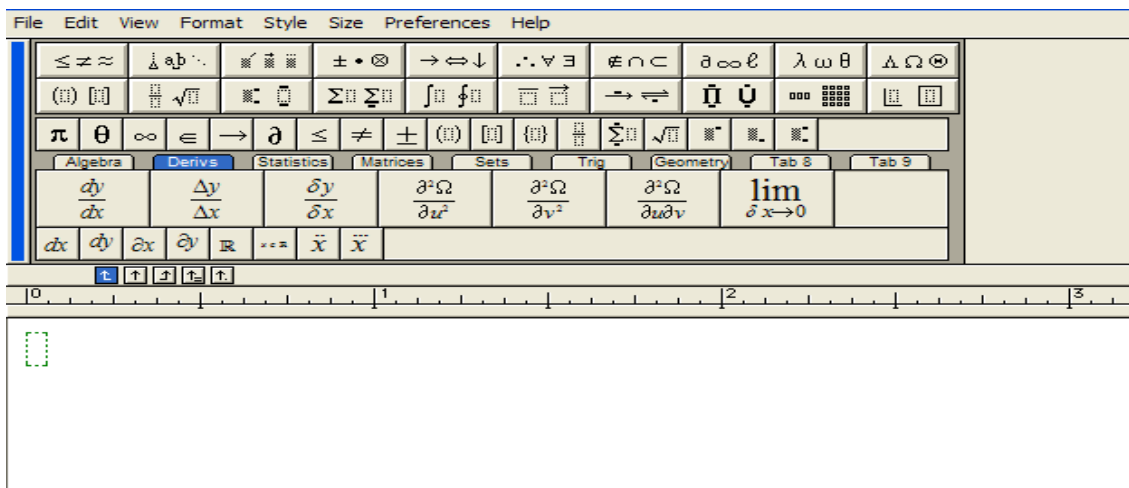 File Edit View Format Style Size Preferences Help
≤ ≠ ≈ ȧb ⋱ ± • ⊗ → ⇔ ↓ ∴ ∀ ∃ ∉ ∩ ⊂ ∂ ∞ ℓ λ ω θ Λ Ω ⊛
(▯) [▯] √▯ Σ▯ Σ▯ ∫▯ ∮▯ → ⇌ Π̇ Ụ̇
π θ ∞ ∈ → ∂ ≤ ≠ ± (▯) [▯] {▯} Σ▯ √▯
Algebra Derivs Statistics Matrices Sets Trig Geometry Tab 8 Tab 9
dy/dx Δy/Δx δy/δx ∂²Ω/∂u² ∂²Ω/∂v² ∂²Ω/∂u∂v lim δ x→0
dx dy ∂x ∂y ℝ ẍ x⃛
0 1 2 3